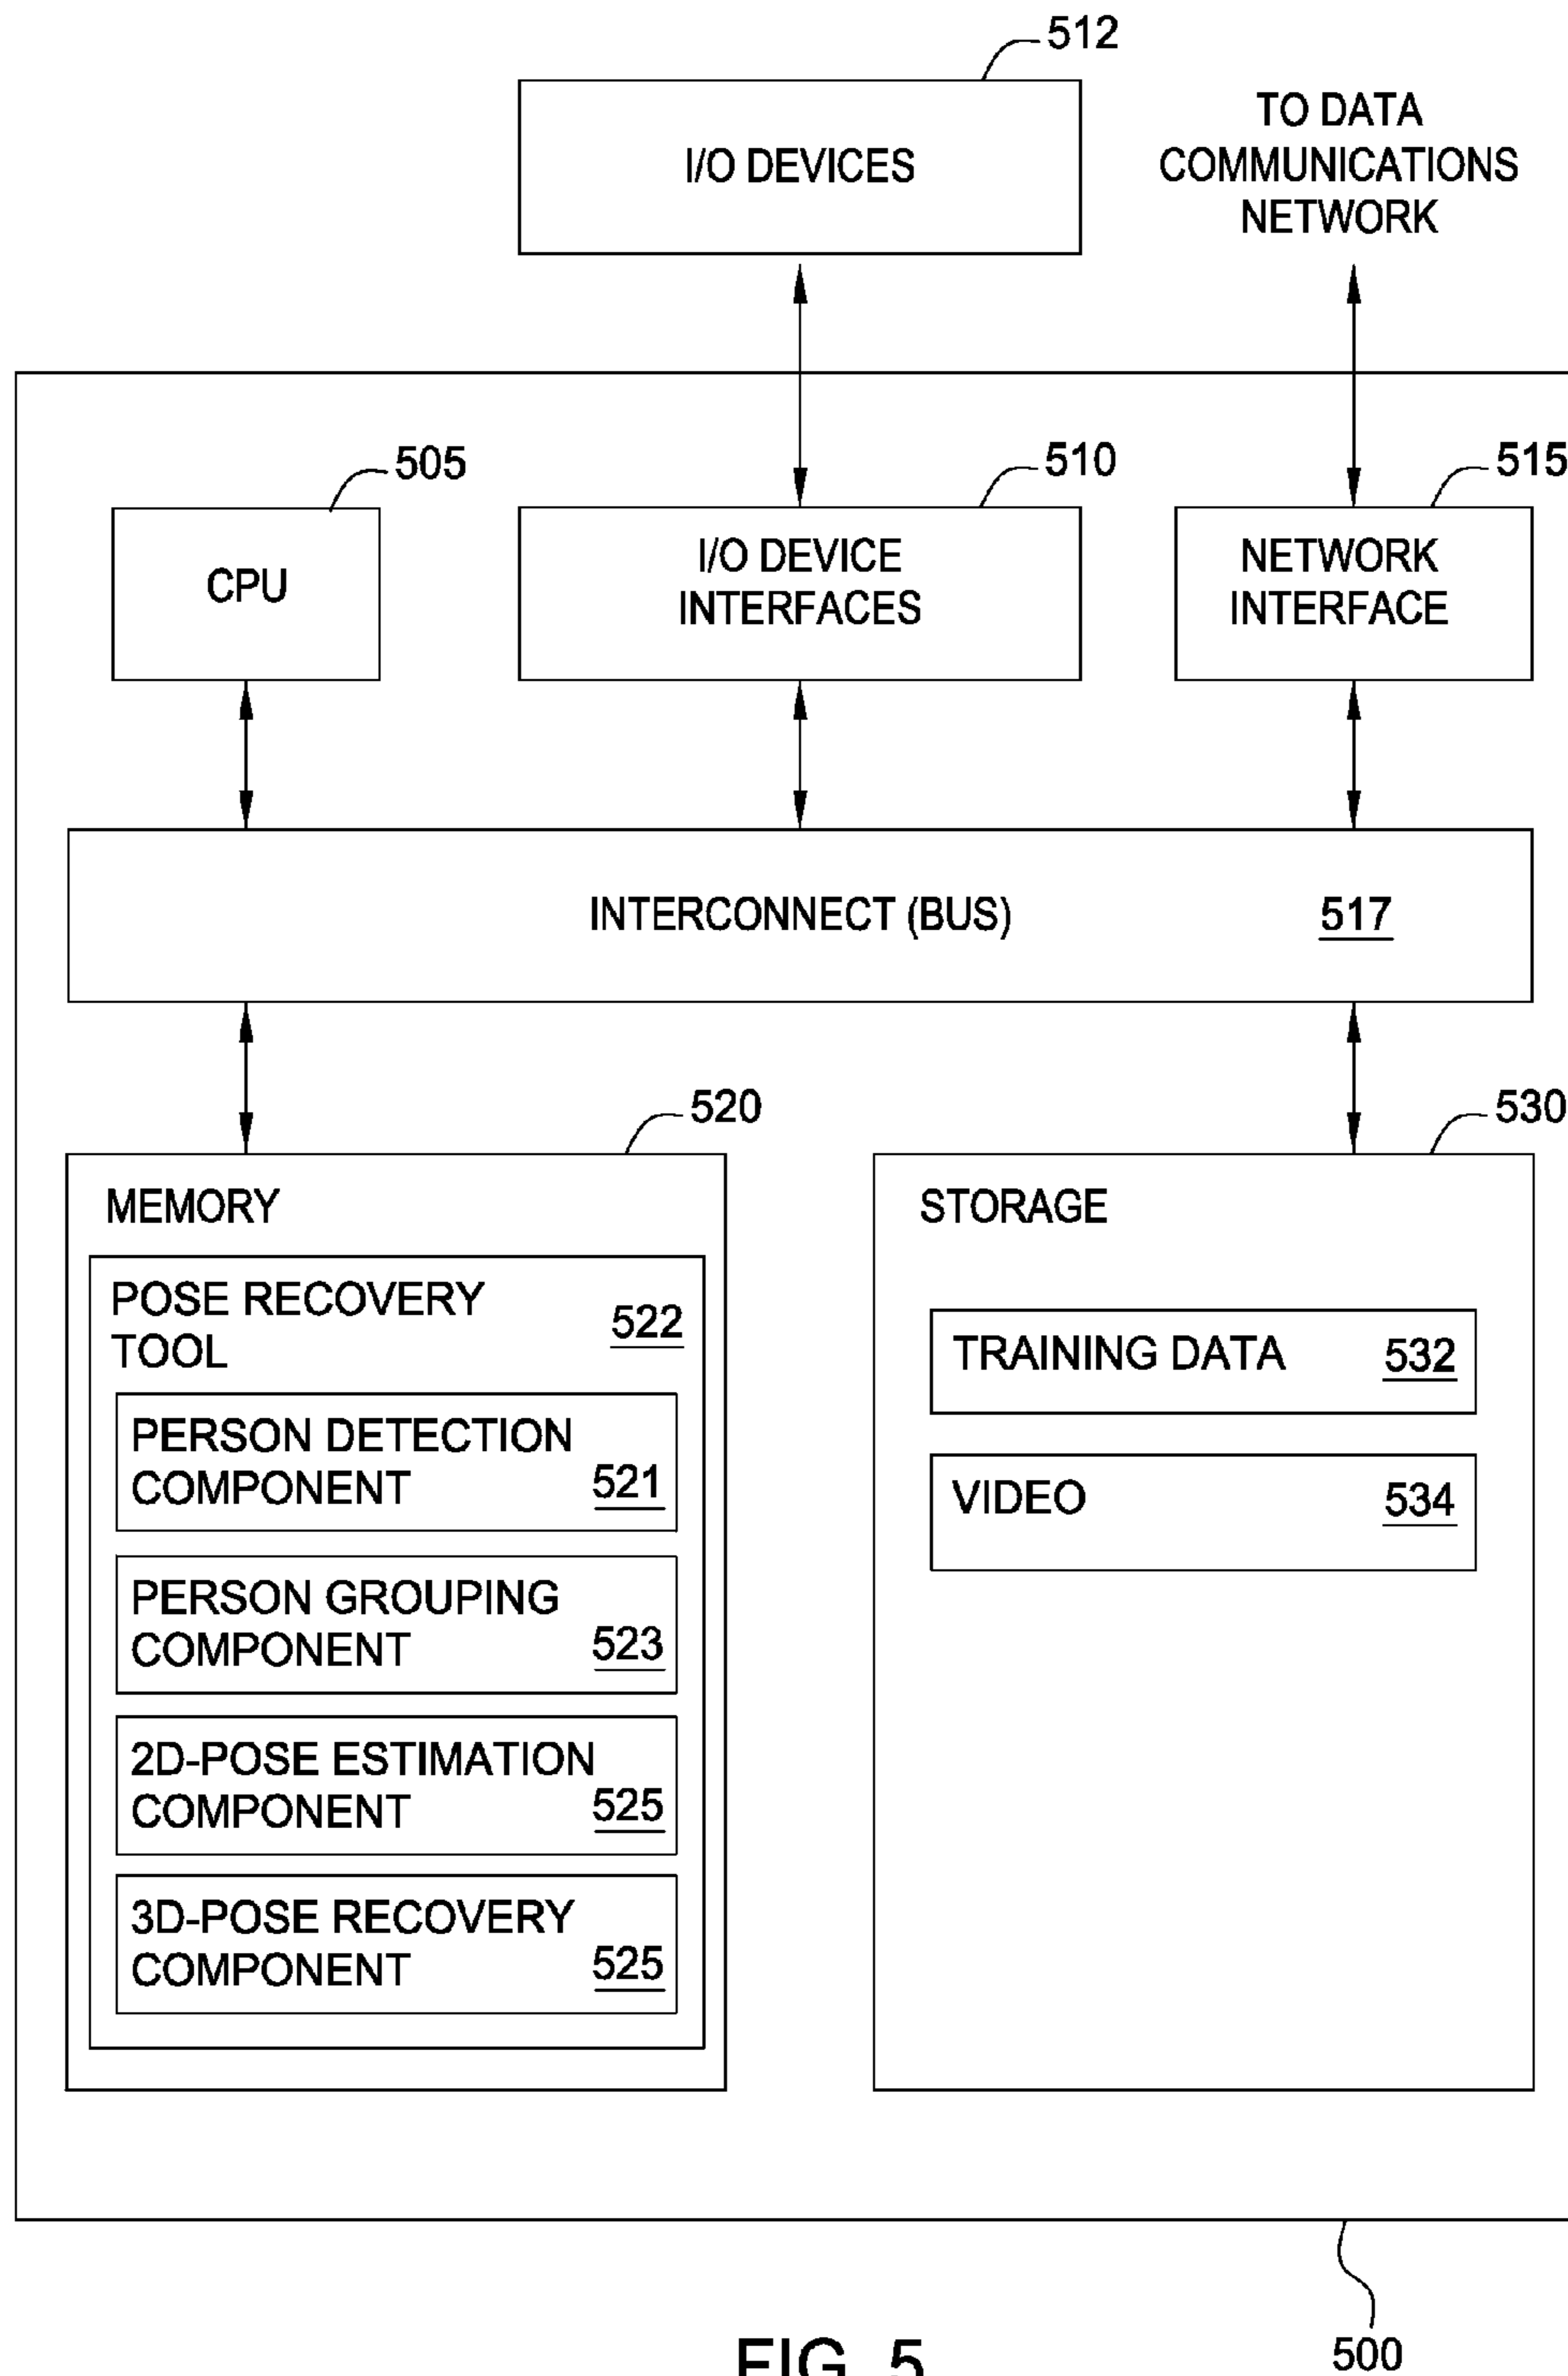 512
I/O DEVICES
TO DATA
COMMUNICATIONS
NETWORK
505
510
515
CPU
I/O DEVICE
INTERFACES
NETWORK
INTERFACE
INTERCONNECT (BUS) 517
520
530
MEMORY
POSE RECOVERY
TOOL 522
PERSON DETECTION
COMPONENT 521
PERSON GROUPING
COMPONENT 523
2D-POSE ESTIMATION
COMPONENT 525
3D-POSE RECOVERY
COMPONENT 525
STORAGE
TRAINING DATA 532
VIDEO 534
500
FIG. 5